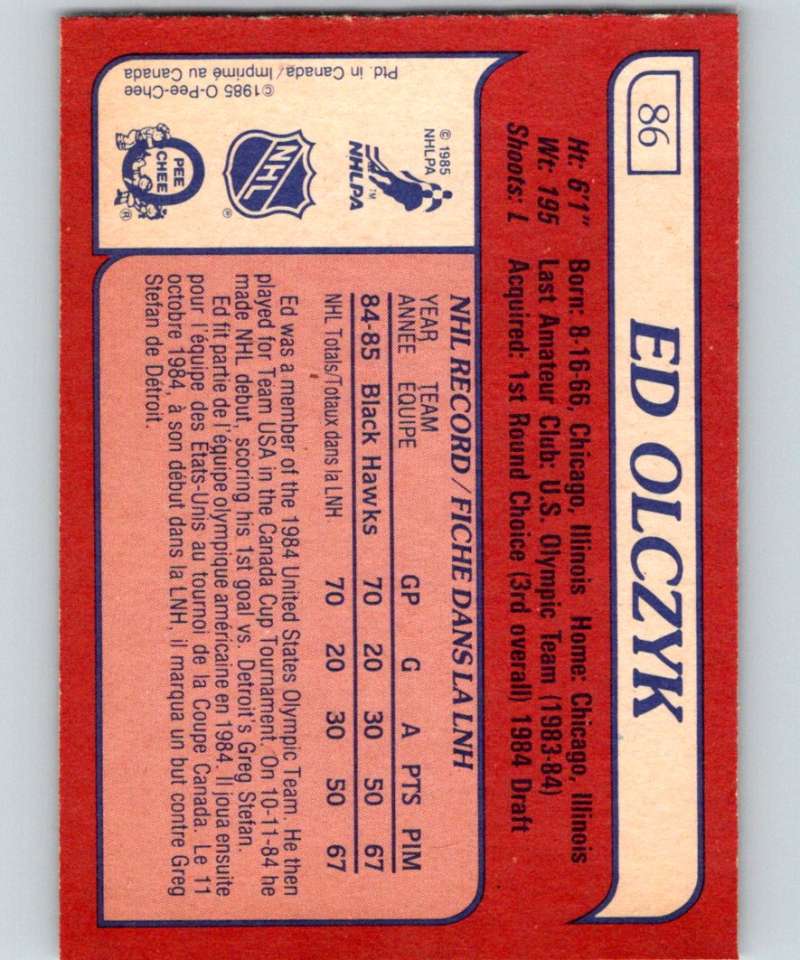 86
ED OLCZYK
Ht: 6'1" Born: 8-16-66, Chicago, Illinois Home: Chicago, Illinois
Wt: 195 Last Amateur Club: U.S. Olympic Team (1983-84)
Shoots: L Acquired: 1st Round Choice (3rd overall) 1984 Draft
© 1985
NHLPA
NHLPA
TM
NHL
®
PEE
CHEE
®
©1985 O-Pee-Chee
Ptd. in Canada/Imprimé au Canada
NHL RECORD/FICHE DANS LA LNH
YEAR TEAM
ANNÉE ÉQUIPE GP G A PTS PIM
84-85 Black Hawks 70 20 30 50 67
NHL Totals/Totaux dans la LNH 70 20 30 50 67
Ed was a member of the 1984 United States Olympic Team. He then
played for Team USA in the Canada Cup Tournament. On 10-11-84 he
made NHL debut, scoring his 1st goal vs. Detroit's Greg Stefan.
Ed fit partie de l'équipe olympique américaine en 1984. Il joua ensuite
pour l'équipe des États-Unis au tournoi de la Coupe Canada. Le 11
octobre 1984, à son début dans la LNH, il marqua un but contre Greg
Stefan de Détroit.